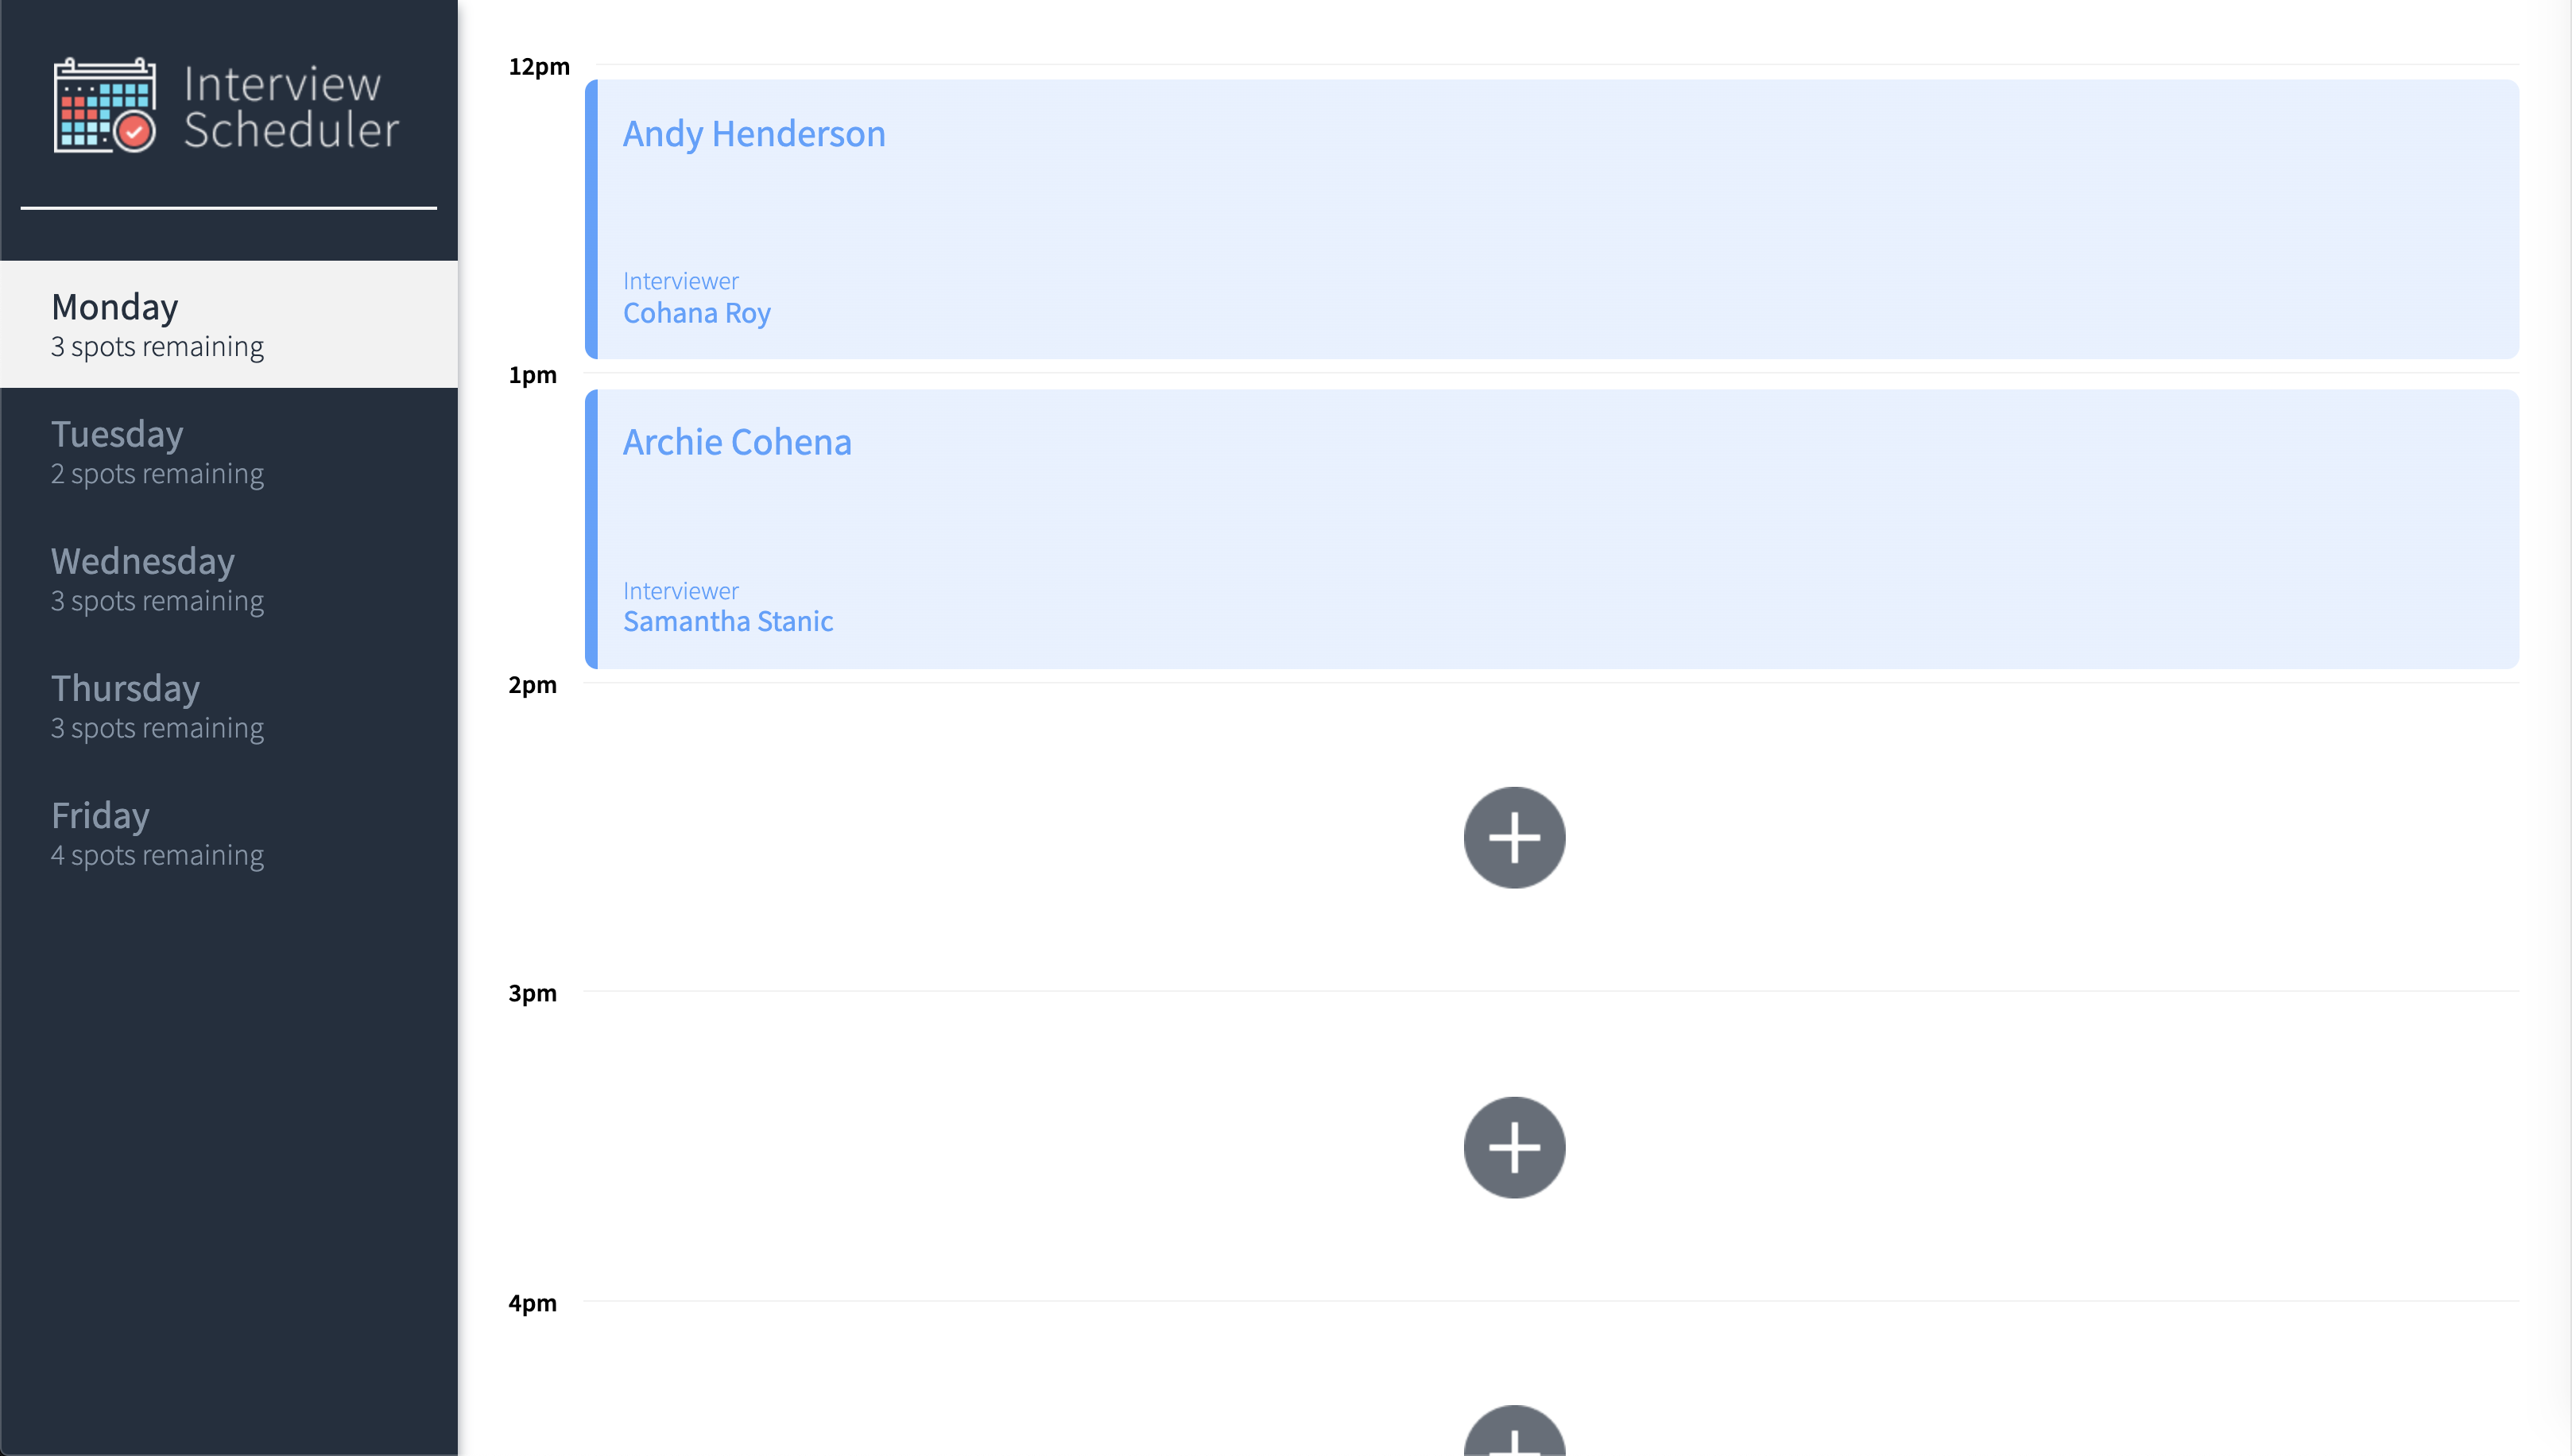 Interview
Scheduler
Monday
3 spots remaining
Tuesday
2 spots remaining
Wednesday
3 spots remaining
Thursday
3 spots remaining
Friday
4 spots remaining
12pm
Andy Henderson
Interviewer
Cohana Roy
1pm
Archie Cohena
Interviewer
Samantha Stanic
2pm
3pm
4pm